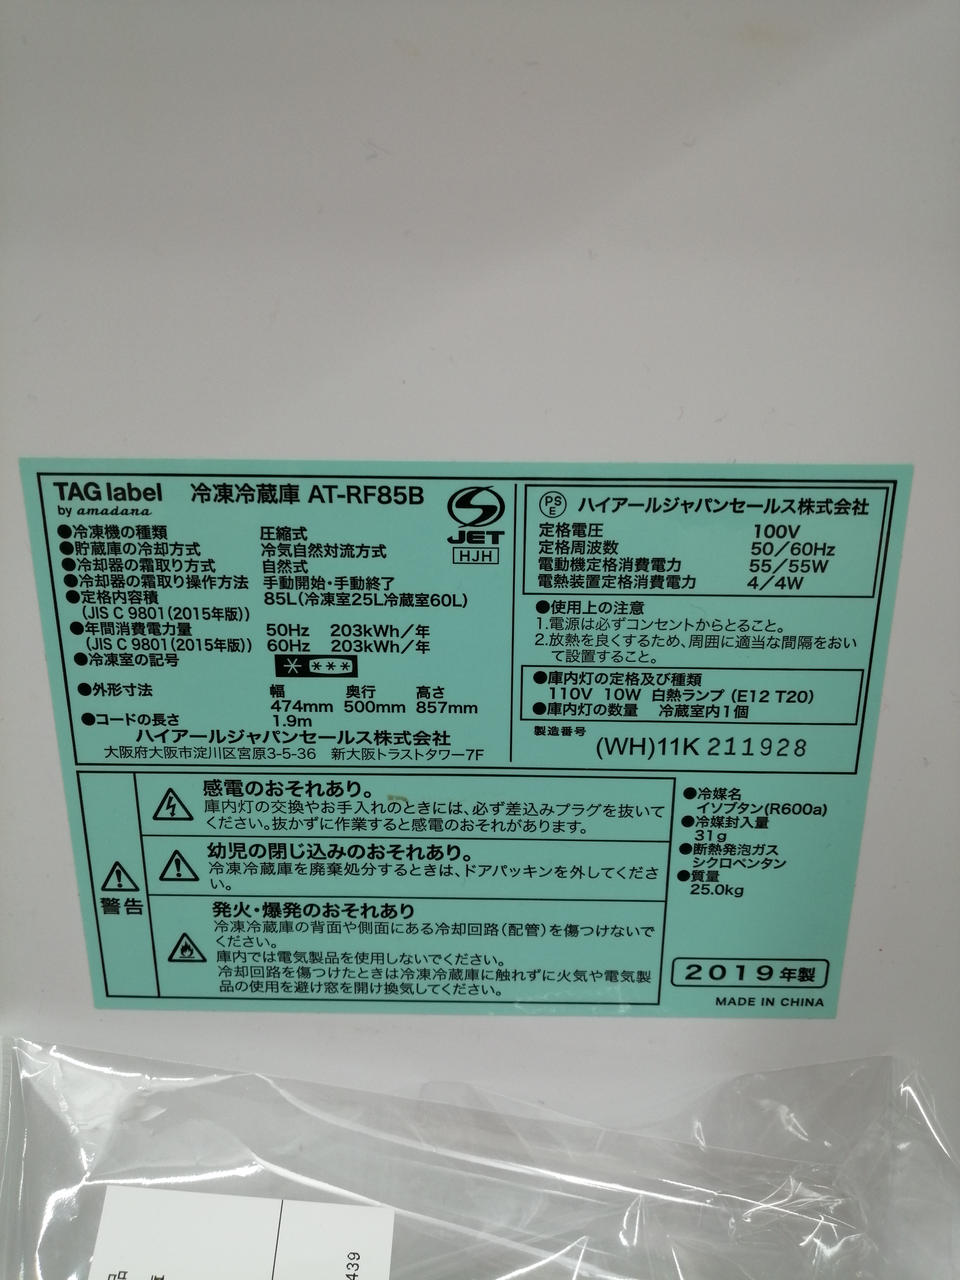 TAG label
by amadana
冷凍冷蔵庫 AT-RF85B
JET
HJH
●冷凍機の種類 圧縮式
●貯蔵庫の冷却方式 冷気自然対流方式
●冷却器の霜取り方式 自然式
●冷却器の霜取り操作方法 手動開始・手動終了
●定格内容積 85L(冷凍室25L冷蔵室60L)
(JIS C 9801(2015年版))
●年間消費電力量 50Hz 203kWh/年
(JIS C 9801(2015年版)) 60Hz 203kWh/年
●冷凍室の記号
●外形寸法 幅 奥行 高さ
474mm 500mm 857mm
●コードの長さ 1.9m
ハイアールジャパンセールス株式会社
大阪府大阪市淀川区宮原3-5-36 新大阪トラストタワー7F
PS
E
ハイアールジャパンセールス株式会社
定格電圧 100V
定格周波数 50/60Hz
電動機定格消費電力 55/55W
電熱装置定格消費電力 4/4W
●使用上の注意
1.電源は必ずコンセントからとること。
2.放熱を良くするため、周囲に適当な間隔をおい
て設置すること。
●庫内灯の定格及び種類
110V 10W 白熱ランプ(E12 T20)
●庫内灯の数量 冷蔵室内1個
製造番号
(WH)11K 211928
警告
感電のおそれあり。
庫内灯の交換やお手入れのときには、必ず差込みプラグを抜いて
ください。抜かずに作業すると感電のおそれがあります。
幼児の閉じ込みのおそれあり。
冷凍冷蔵庫を廃棄処分するときは、ドアパッキンを外してくださ
い。
発火・爆発のおそれあり
冷凍冷蔵庫の背面や側面にある冷却回路(配管)を傷つけないで
ください。
庫内では電気製品を使用しないでください。
冷却回路を傷つけたときは冷凍冷蔵庫に触れずに火気や電気製
品の使用を避け窓を開け換気してください。
●冷媒名
イソブタン(R600a)
●冷媒封入量
31g
●断熱発泡ガス
シクロペンタン
●質量
25.0kg
2019年製
MADE IN CHINA
439